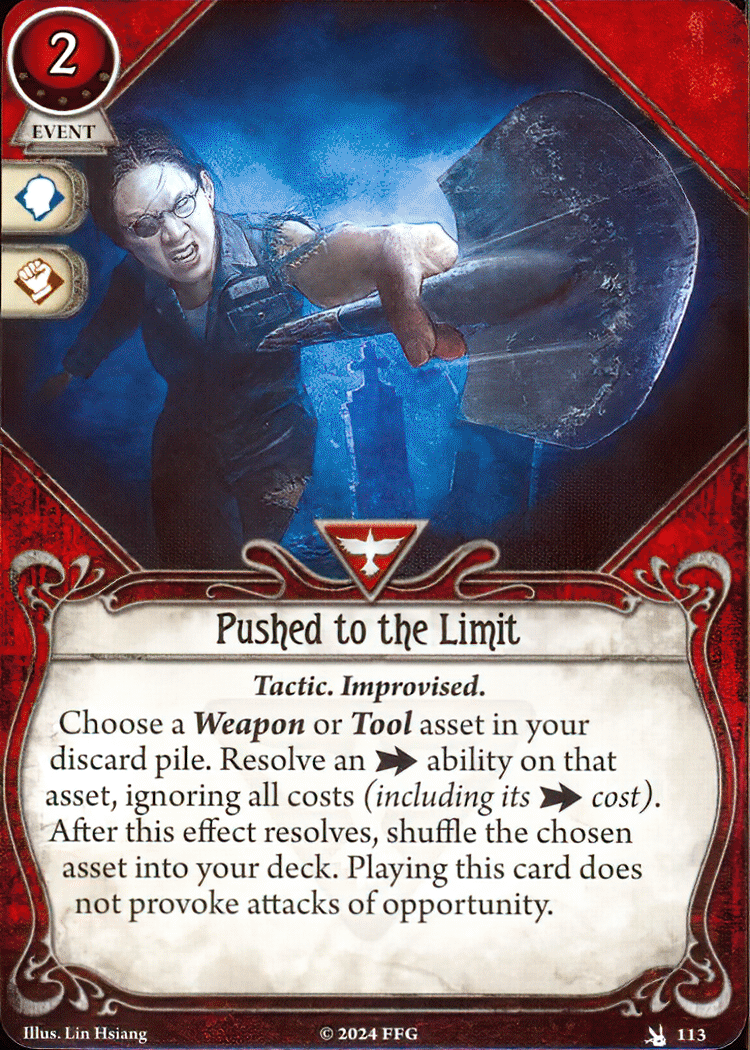 2
EVENT
Pushed to the Limit
Tactic. Improvised.
Choose a Weapon or Tool asset in your
discard pile. Resolve an ability on that
asset, ignoring all costs (including its cost).
After this effect resolves, shuffle the chosen
asset into your deck. Playing this card does
not provoke attacks of opportunity.
Illus. Lin Hsiang
© 2024 FFG
113